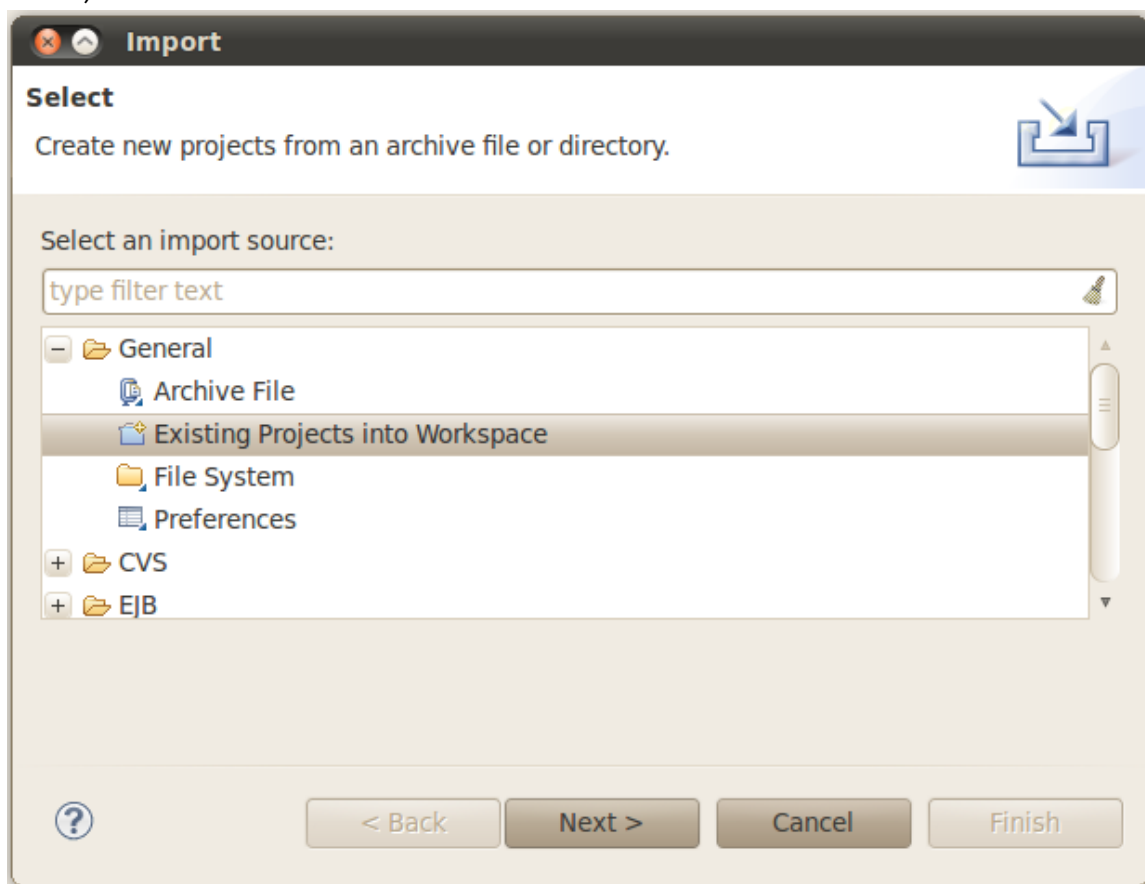 Import
Select
Create new projects from an archive file or directory.
Select an import source:
type filter text
General
Archive File
Existing Projects into Workspace
File System
Preferences
CVS
EJB
?
< Back Next > Cancel Finish